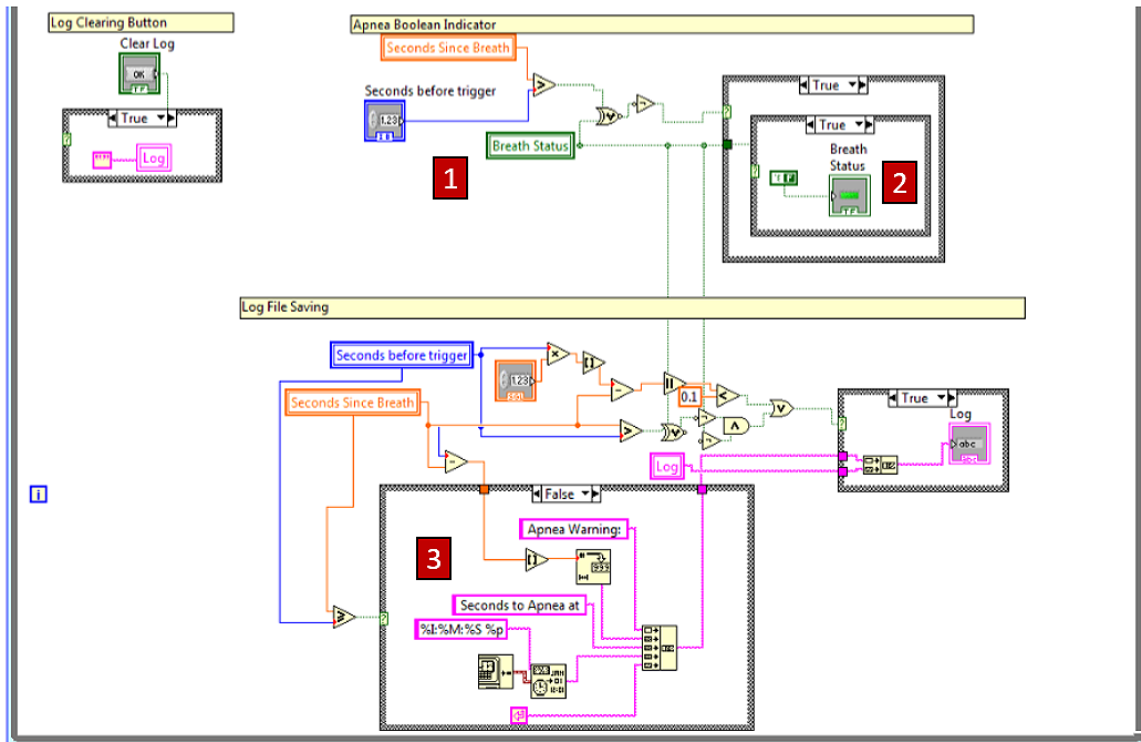 Log Clearing Button
Clear Log
OK
TF
True
Log
Apnea Boolean Indicator
Seconds Since Breath
Seconds before trigger
1.23
Breath Status
1
True
True
Breath
Status
TF
2
Log File Saving
Seconds before trigger
1.23
Seconds Since Breath
0.1
True
Log
abc
Log
i
False
3
Apnea Warning:
Seconds to Apnea at
%I:%M:%S %p